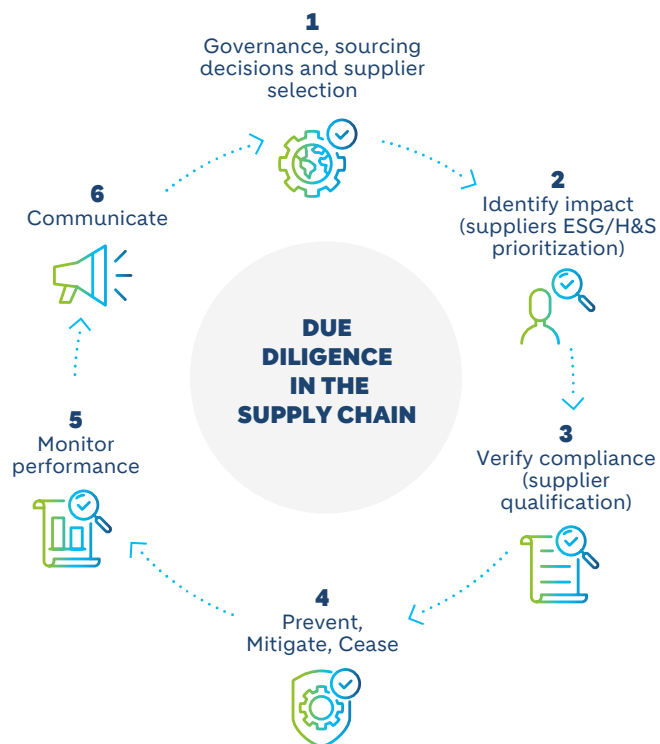 1
Governance, sourcing
decisions and supplier
selection
2
Identify impact
(suppliers ESG/H&S
prioritization)
3
Verify compliance
(supplier
qualification)
4
Prevent,
Mitigate, Cease
5
Monitor
performance
6
Communicate
DUE
DILIGENCE
IN THE
SUPPLY CHAIN